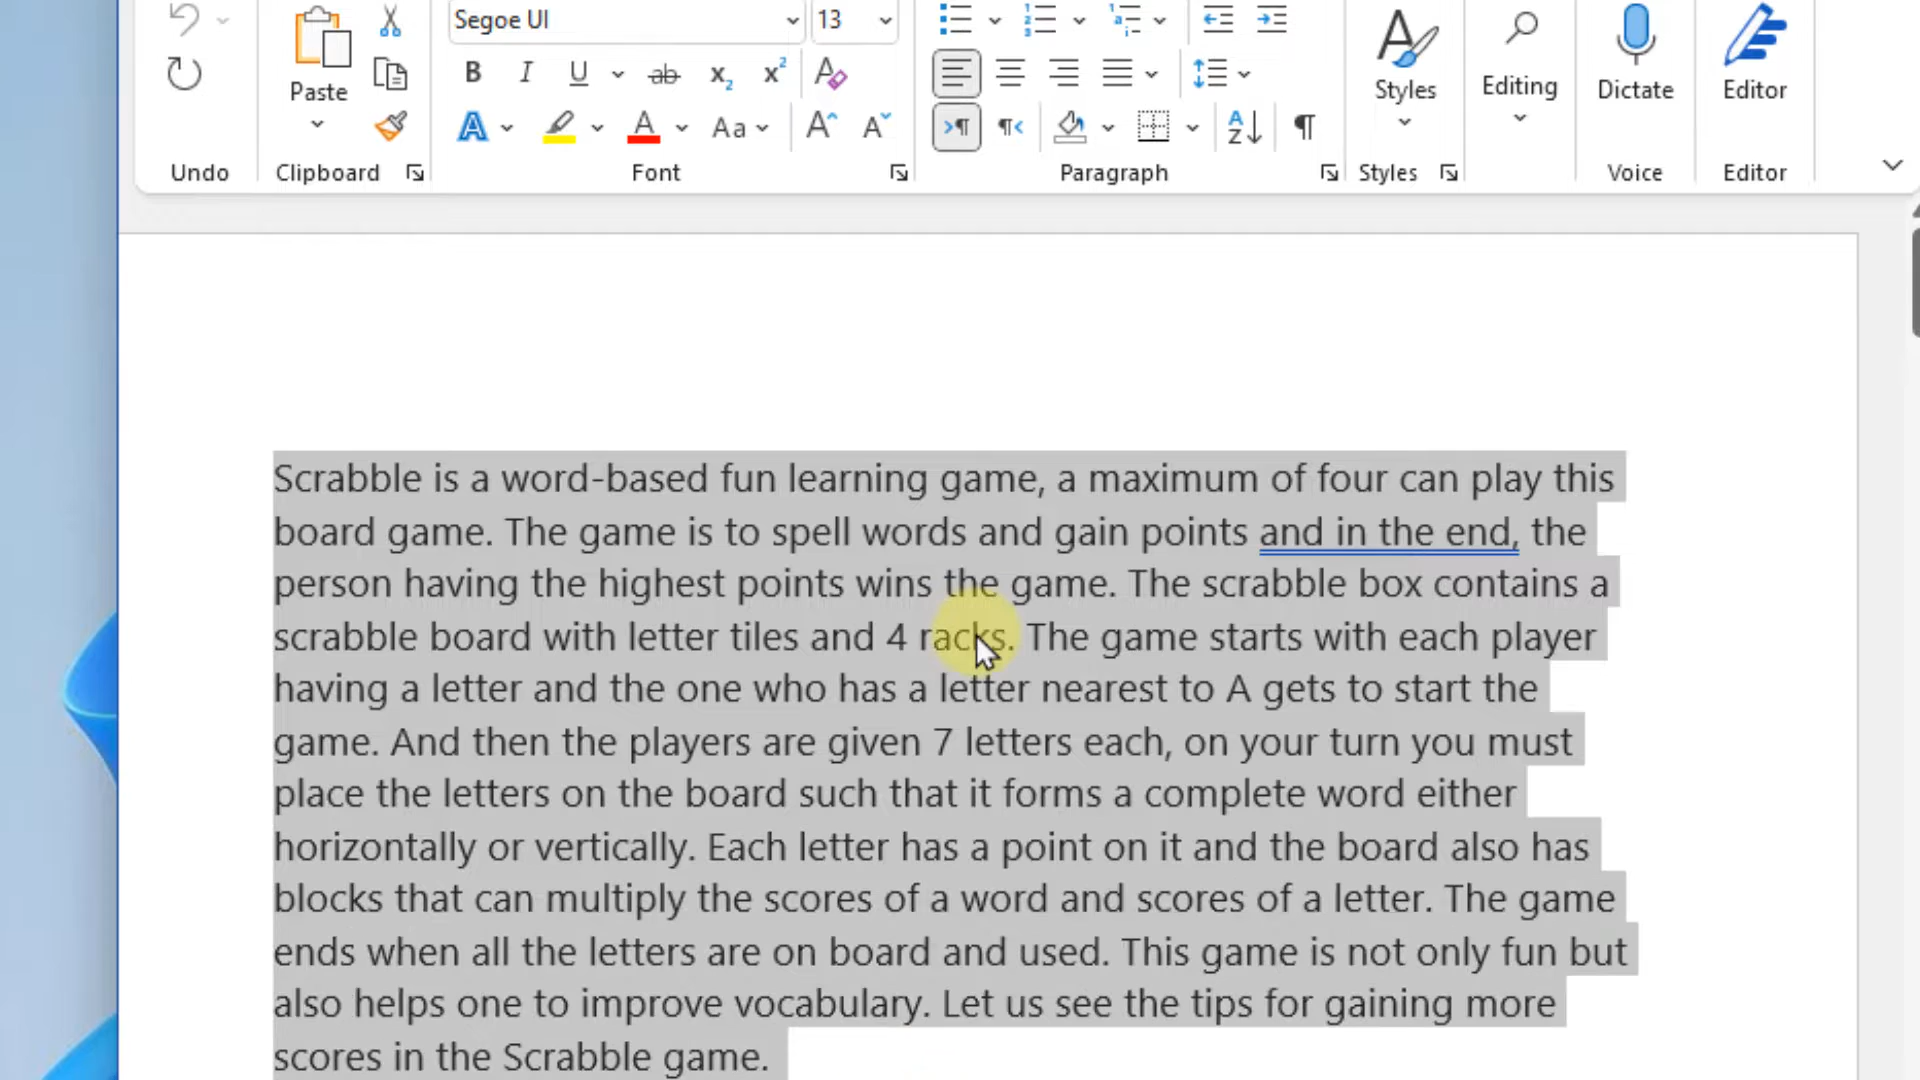 Segoe UI
13
Paste
B I U ab x2 x2 A
A A Aa A A
A
Z
Styles
Editing
Dictate
Editor
Undo
Clipboard
Font
Paragraph
Styles
Voice
Editor
Scrabble is a word-based fun learning game, a maximum of four can play this
board game. The game is to spell words and gain points and in the end, the
person having the highest points wins the game. The scrabble box contains a
scrabble board with letter tiles and 4 racks. The game starts with each player
having a letter and the one who has a letter nearest to A gets to start the
game. And then the players are given 7 letters each, on your turn you must
place the letters on the board such that it forms a complete word either
horizontally or vertically. Each letter has a point on it and the board also has
blocks that can multiply the scores of a word and scores of a letter. The game
ends when all the letters are on board and used. This game is not only fun but
also helps one to improve vocabulary. Let us see the tips for gaining more
scores in the Scrabble game.